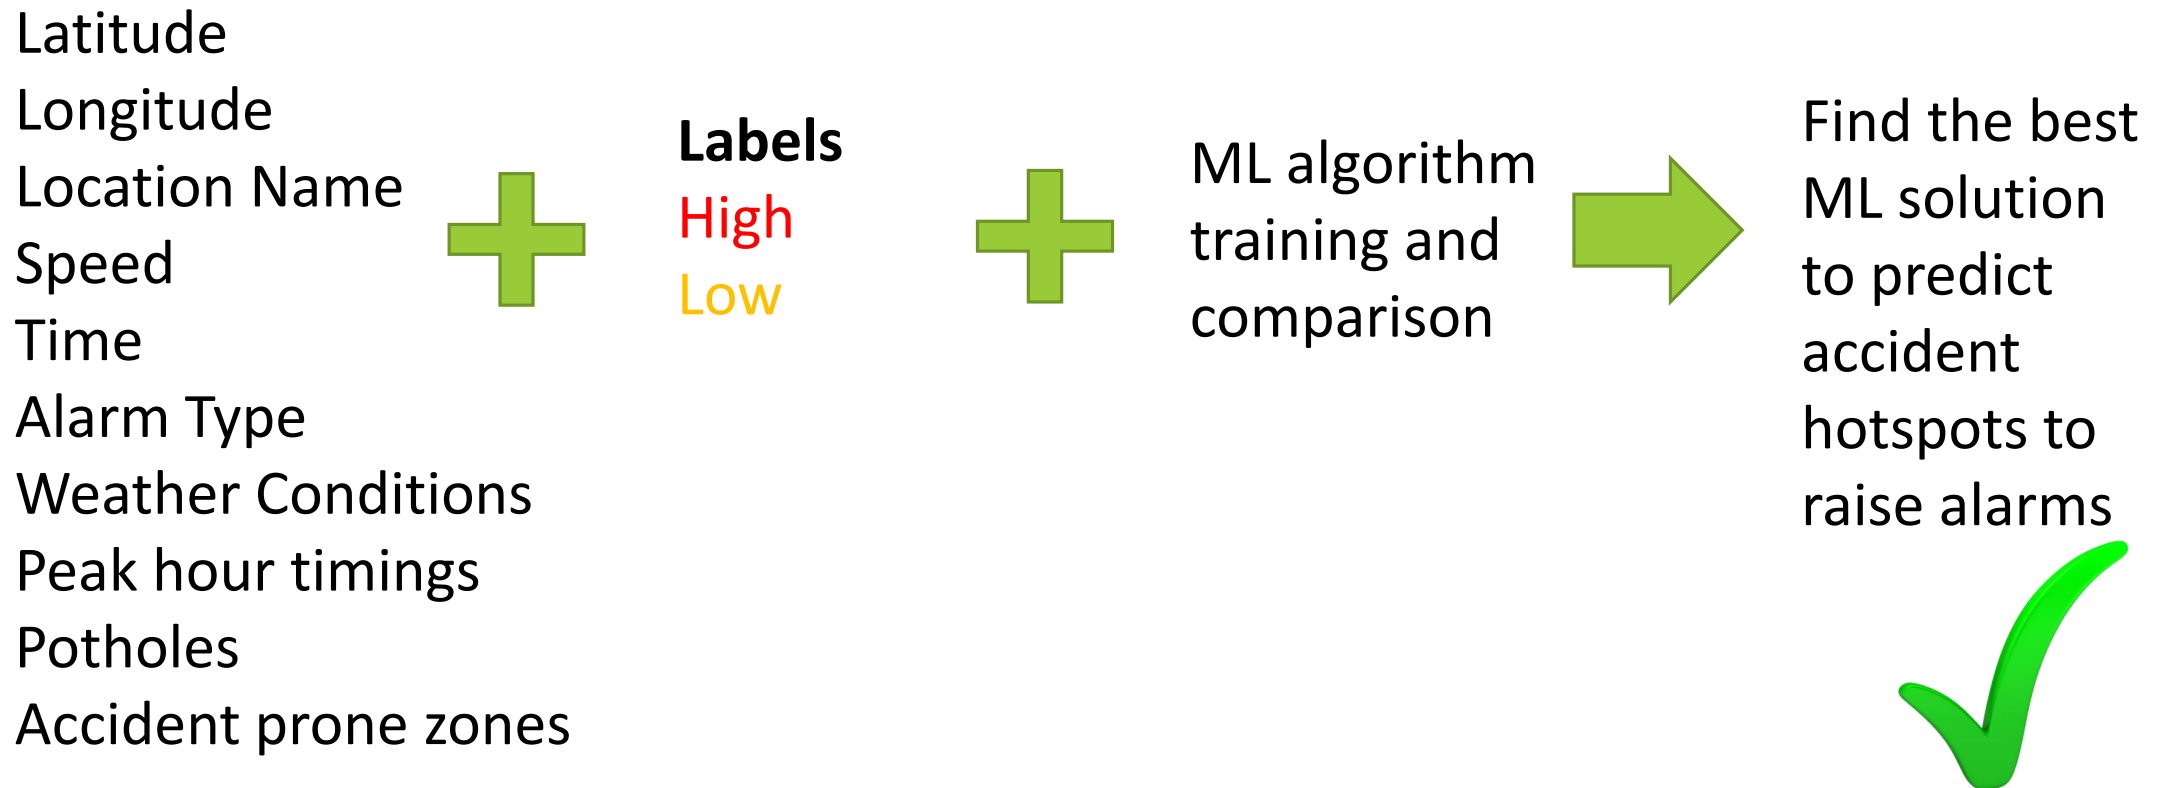 Latitude
Longitude
Location Name
Speed
Time
Alarm Type
Weather Conditions
Peak hour timings
Potholes
Accident prone zones
Labels
High
Low
ML algorithm
training and
comparison
Find the best
ML solution
to predict
accident
hotspots to
raise alarms